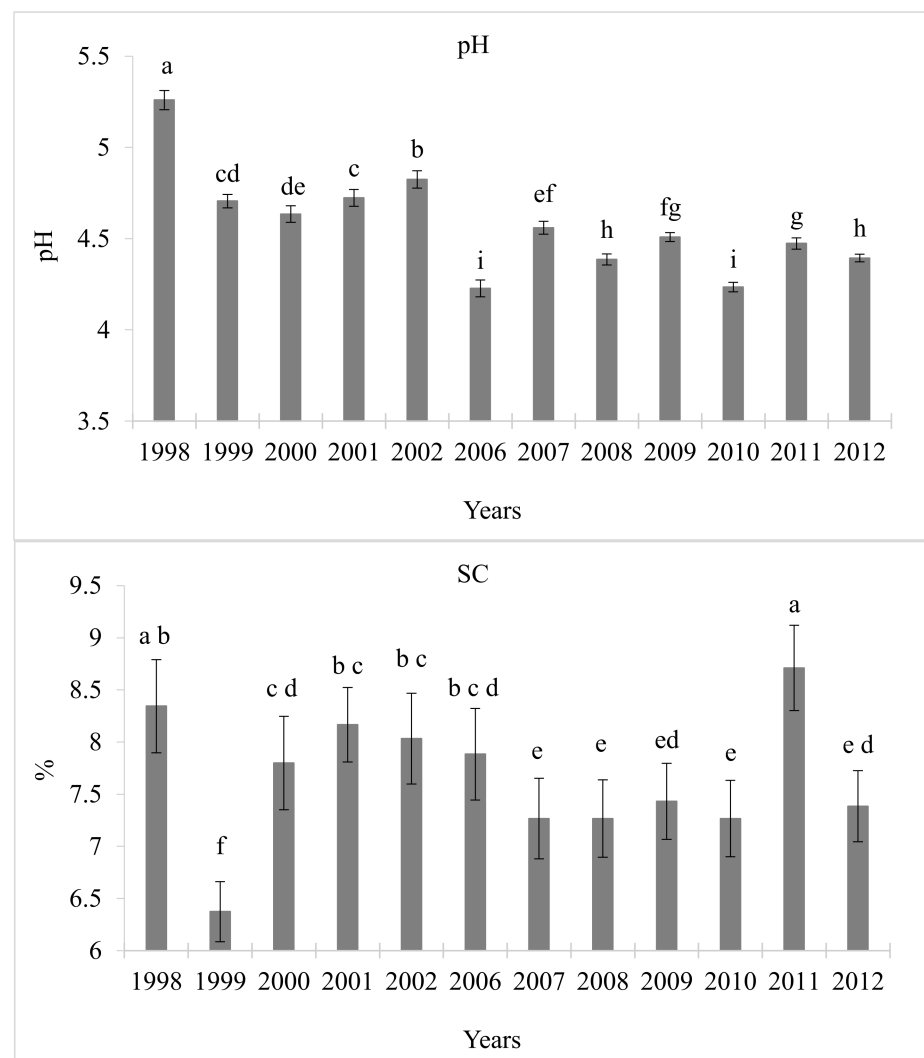 pH
5.5
a
b
c
cd
5
de
ef
fg
g
h
h
pH
4.5
i
i
4
3.5
1998 1999 2000 2001 2002 2006 2007 2008 2009 2010 2011 2012
Years
SC
9.5
a
a b
9
b c
b c
b c d
8.5
c d
e
e
ed
e
e d
%
8
7.5
7
f
6.5
6
1998 1999 2000 2001 2002 2006 2007 2008 2009 2010 2011 2012
Years